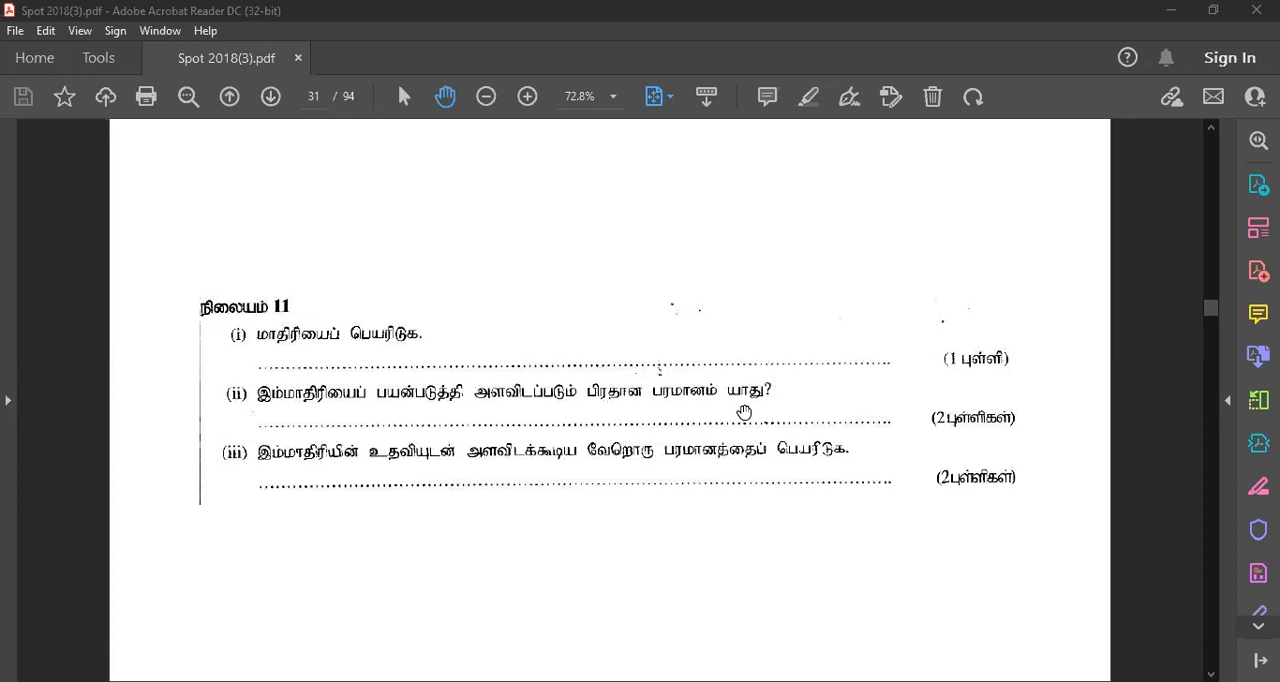 Spot 2018(3).pdf - Adobe Acrobat Reader DC (32-bit)
File Edit View Sign Window Help
Home Tools Spot 2018(3).pdf × Sign In
31 / 94 72.8%
நிலையம் 11
(i) மாதிரியைப் பெயரிடுக.
(1 புள்ளி)
(ii) இம்மாதிரியைப் பயன்படுத்தி அளவிடப்படும் பிரதான பரமானம் யாது?
(2புள்ளிகள்)
(iii) இம்மாதிரியின் உதவியுடன் அளவிடக்கூடிய வேறொரு பரமானத்தைப் பெயரிடுக.
(2புள்ளிகள்)